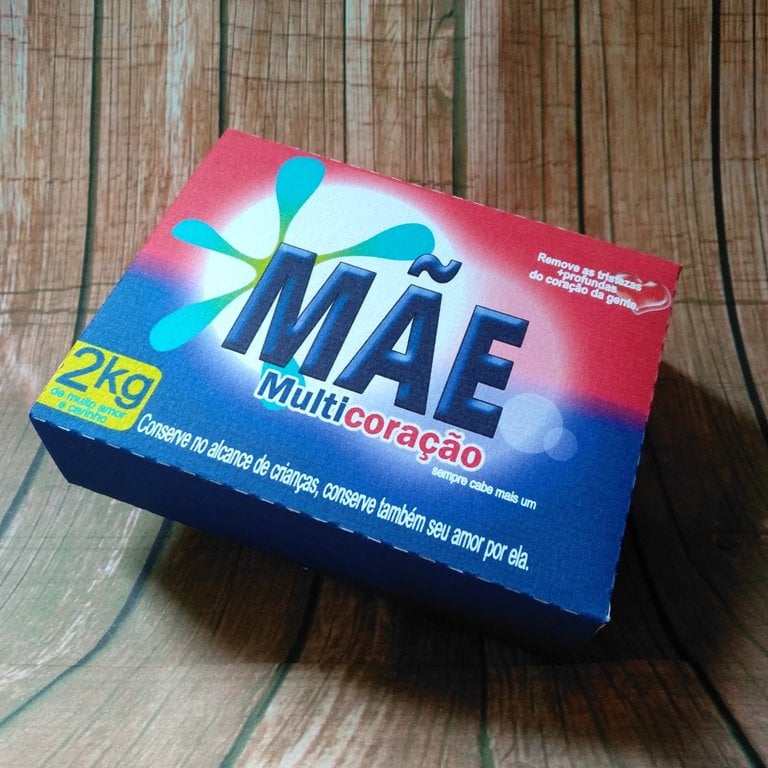 Remove as tristezas
+profundas
do coração da gente
MÃE
Multicoração
sempre cabe mais um
2kg
de muito amor
e carinho
Conserve no alcance de crianças, conserve também seu amor por ela.